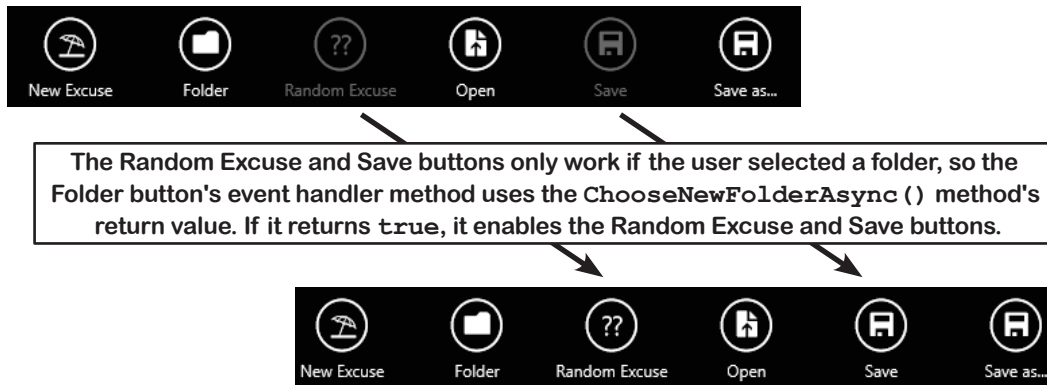 ??
New Excuse Folder Random Excuse Open Save Save as...
The Random Excuse and Save buttons only work if the user selected a folder, so the
Folder button's event handler method uses the ChooseNewFolderAsync() method's
return value. If it returns true, it enables the Random Excuse and Save buttons.
??
New Excuse Folder Random Excuse Open Save Save as...